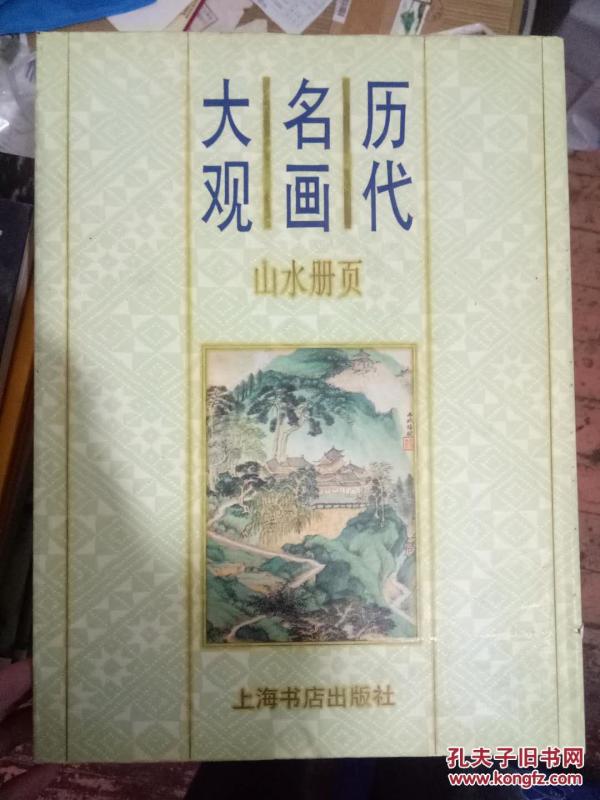 历代
名画
大观
山水册页
上海书店出版社
孔夫子旧书网
www.kongfz.com